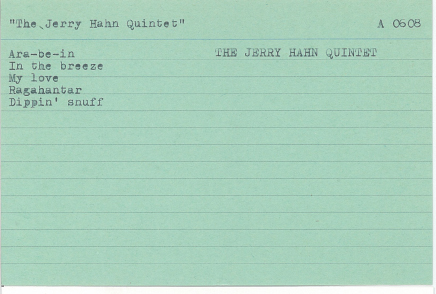 "The Jerry Hahn Quintet" A 0608
Ara-be-in THE JERRY HAHN QUINTET
In the breeze
My love
Ragahantar
Dippin' snuff